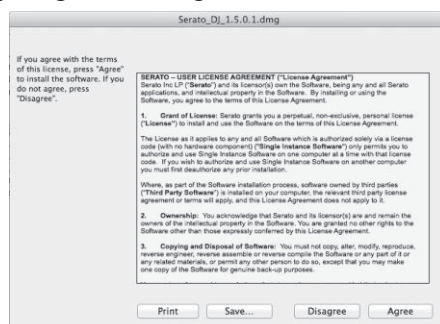 Serato_DJ_1.5.0.1.dmg
If you agree with the terms
of this license, press "Agree"
to install the software. If you
do not agree, press
"Disagree".
SERATO – USER LICENSE AGREEMENT ("License Agreement")
Serato Inc LP ("Serato") and its licensor(s) own the Software, being any and all Serato
applications, and intellectual property in the Software. By installing or using the
Software, you agree to the terms of this License Agreement.
1. Grant of License: Serato grants you a perpetual, non-exclusive, personal license
("License") to install and use the Software on the terms of this License Agreement.
The License as it applies to any and all Software which is authorized solely via a license
code (with no hardware component) ("Single Instance Software") only permits you to
authorize and use Single Instance Software on one computer at a time with that license
code. If you wish to authorize and use Single Instance Software on another computer
you must first deauthorize any prior installation.
Where, as part of the Software installation process, software owned by third parties
("Third Party Software") is installed on your computer, the relevant third party license
agreement or terms will apply, and this License Agreement does not apply to it.
2. Ownership: You acknowledge that Serato and its licensor(s) are and remain the
owners of the intellectual property in the Software. You are granted no other rights to the
Software other than those expressly conferred by this License Agreement.
3. Copying and Disposal of Software: You must not copy, alter, modify, reproduce,
reverse engineer, reverse assemble or reverse compile the Software or any part of it or
any related materials, or permit any other person to do so, except that you may make
one copy of the Software for genuine back-up purposes.
Print Save... Disagree Agree